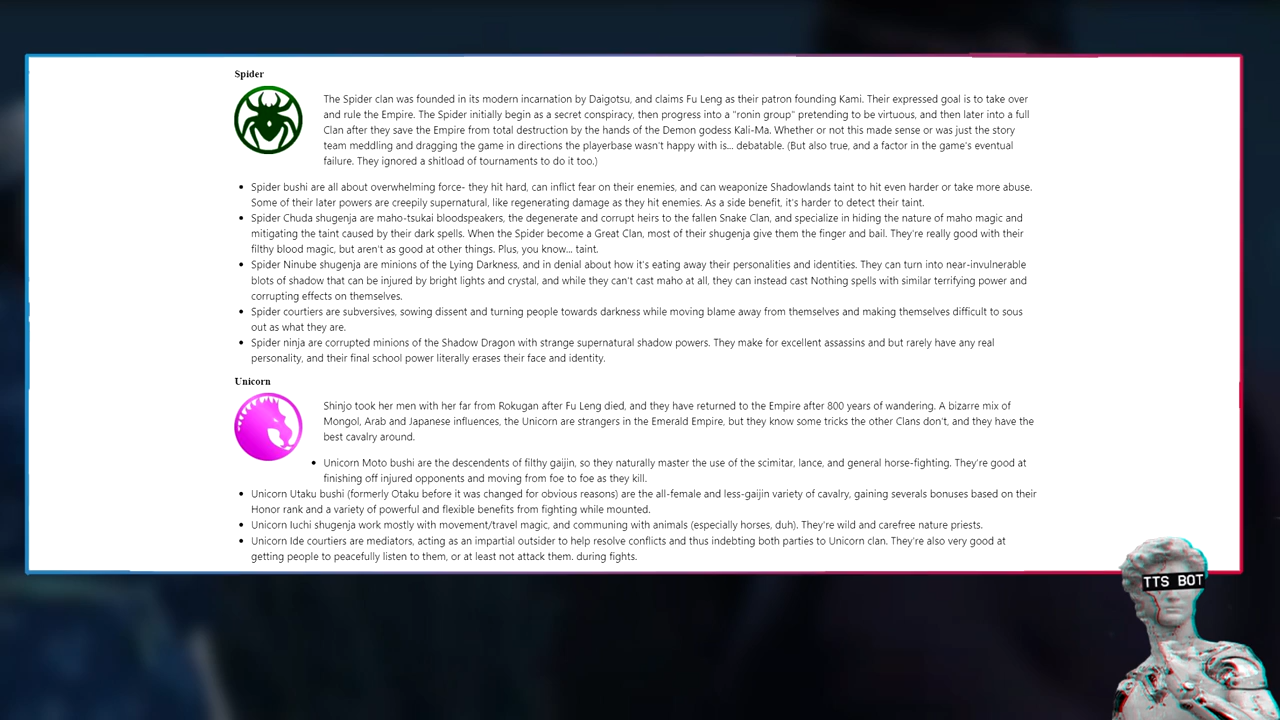 Spider
The Spider clan was founded in its modern incarnation by Daigotsu, and claims Fu Leng as their patron founding Kami. Their expressed goal is to take over
and rule the Empire. The Spider initially begin as a secret conspiracy, then progress into a "ronin group" pretending to be virtuous, and then later into a full
Clan after they save the Empire from total destruction by the hands of the Demon godess Kali-Ma. Whether or not this made sense or was just the story
team meddling and dragging the game in directions the playerbase wasn't happy with is... debatable. (But also true, and a factor in the game's eventual
failure. They ignored a shitload of tournaments to do it too.)
• Spider bushi are all about overwhelming force- they hit hard, can inflict fear on their enemies, and can weaponize Shadowlands taint to hit even harder or take more abuse.
Some of their later powers are creepily supernatural, like regenerating damage as they hit enemies. As a side benefit, it's harder to detect their taint.
• Spider Chuda shugenja are maho-tsukai bloodspeakers, the degenerate and corrupt heirs to the fallen Snake Clan, and specialize in hiding the nature of maho magic and
mitigating the taint caused by their dark spells. When the Spider become a Great Clan, most of their shugenja give them the finger and bail. They're really good with their
filthy blood magic, but aren't as good at other things. Plus, you know... taint.
• Spider Ninube shugenja are minions of the Lying Darkness, and in denial about how it's eating away their personalities and identities. They can turn into near-invulnerable
blots of shadow that can be injured by bright lights and crystal, and while they can't cast maho at all, they can instead cast Nothing spells with similar terrifying power and
corrupting effects on themselves.
• Spider courtiers are subversives, sowing dissent and turning people towards darkness while moving blame away from themselves and making themselves difficult to sous
out as what they are.
• Spider ninja are corrupted minions of the Shadow Dragon with strange supernatural shadow powers. They make for excellent assassins and but rarely have any real
personality, and their final school power literally erases their face and identity.
Unicorn
Shinjo took her men with her far from Rokugan after Fu Leng died, and they have returned to the Empire after 800 years of wandering. A bizarre mix of
Mongol, Arab and Japanese influences, the Unicorn are strangers in the Emerald Empire, but they know some tricks the other Clans don't, and they have the
best cavalry around.
• Unicorn Moto bushi are the descendents of filthy gaijin, so they naturally master the use of the scimitar, lance, and general horse-fighting. They're good at
finishing off injured opponents and moving from foe to foe as they kill.
• Unicorn Utaku bushi (formerly Otaku before it was changed for obvious reasons) are the all-female and less-gaijin variety of cavalry, gaining severals bonuses based on their
Honor rank and a variety of powerful and flexible benefits from fighting while mounted.
• Unicorn Iuchi shugenja work mostly with movement/travel magic, and communing with animals (especially horses, duh). They're wild and carefree nature priests.
• Unicorn Ide courtiers are mediators, acting as an impartial outsider to help resolve conflicts and thus indebting both parties to Unicorn clan. They're also very good at
getting people to peacefully listen to them, or at least not attack them. during fights.
TTS BOT